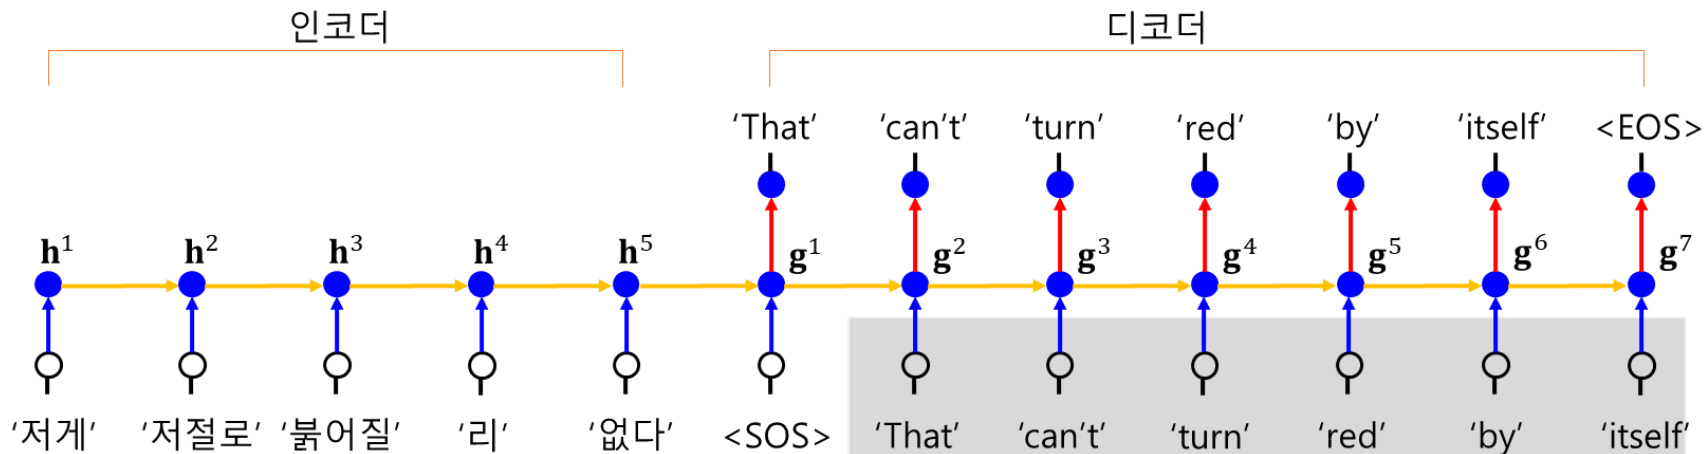 인코더 디코더
‘That’ ‘can’t’ ‘turn’ ‘red’ ‘by’ ‘itself’ <EOS>
h¹ h² h³ h⁴ h⁵ g¹ g² g³ g⁴ g⁵ g⁶ g⁷
‘저게’ ‘저절로’ ‘붉어질’ ‘리’ ‘없다’ <SOS> ‘That’ ‘can’t’ ‘turn’ ‘red’ ‘by’ ‘itself’